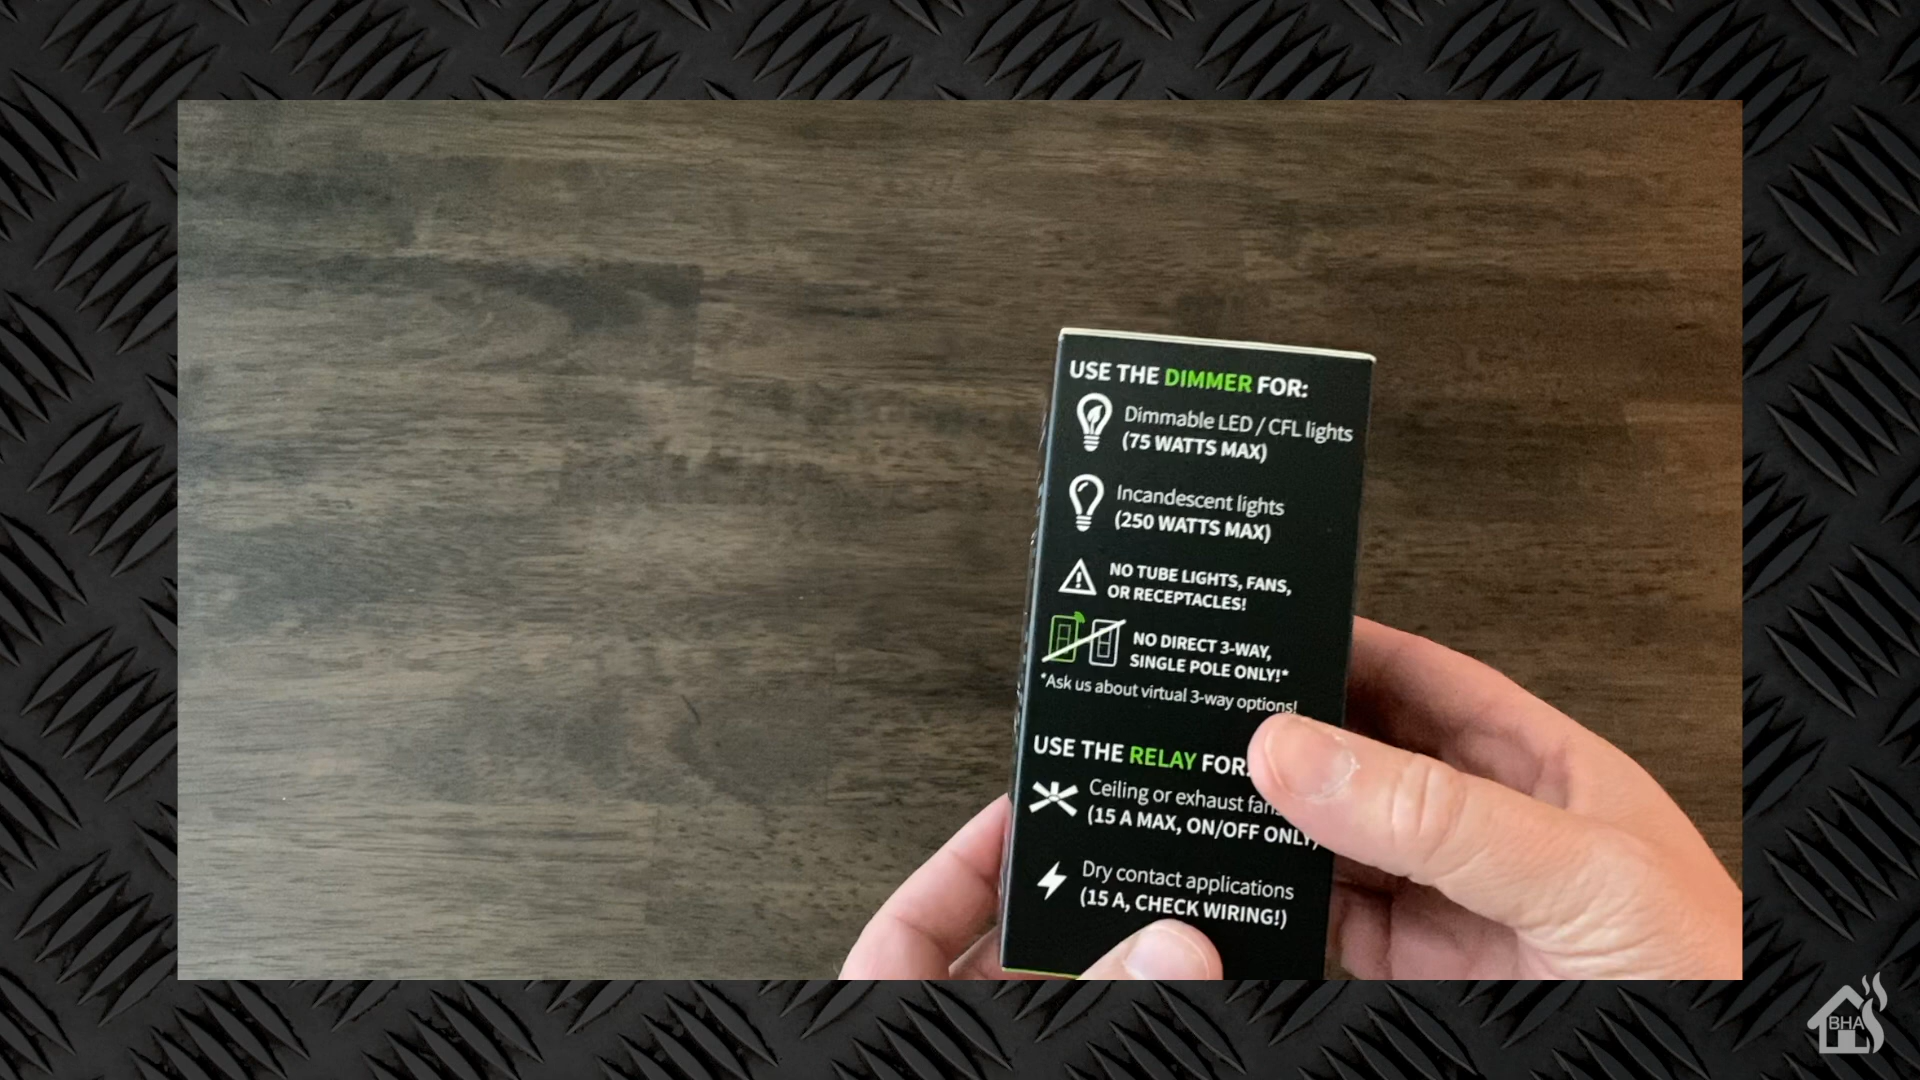 USE THE DIMMER FOR:
Dimmable LED / CFL lights
(75 WATTS MAX)
Incandescent lights
(250 WATTS MAX)
NO TUBE LIGHTS, FANS,
OR RECEPTACLES!
NO DIRECT 3-WAY,
SINGLE POLE ONLY!*
*Ask us about virtual 3-way options!
USE THE RELAY FOR:
Ceiling or exhaust fans
(15 A MAX, ON/OFF ONLY)
Dry contact applications
(15 A, CHECK WIRING!)
BHA